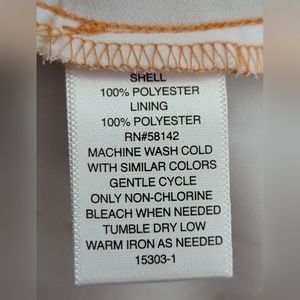 SHELL
100% POLYESTER
LINING
100% POLYESTER
RN#58142
MACHINE WASH COLD
WITH SIMILAR COLORS
GENTLE CYCLE
ONLY NON-CHLORINE
BLEACH WHEN NEEDED
TUMBLE DRY LOW
WARM IRON AS NEEDED
15303-1